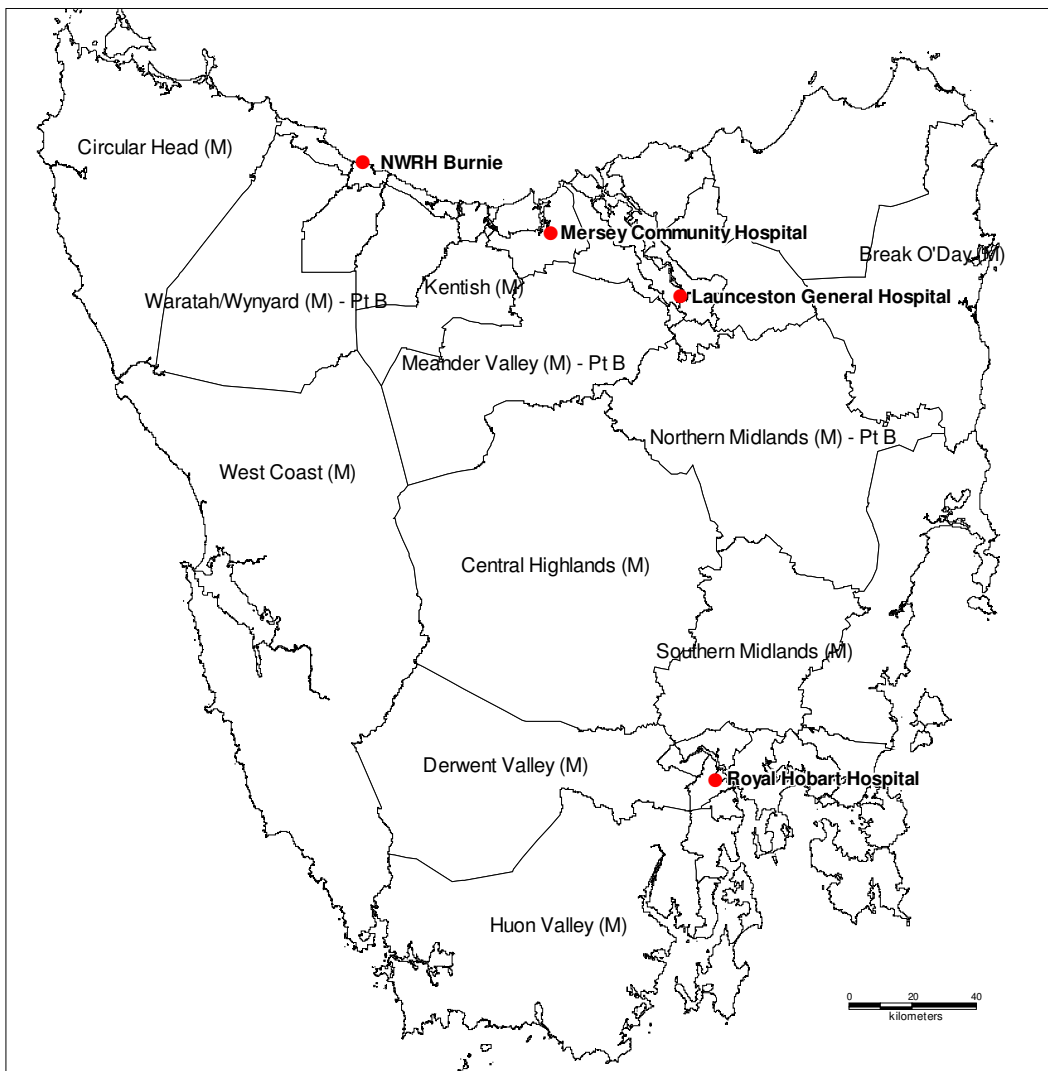 Circular Head (M)
NWRH Burnie
Mersey Community Hospital
Break O'Day (M)
Kentish (M)
Waratah/Wynyard (M) - Pt B
Launceston General Hospital
Meander Valley (M) - Pt B
Northern Midlands (M) - Pt B
West Coast (M)
Central Highlands (M)
Southern Midlands (M)
Derwent Valley (M)
Royal Hobart Hospital
Huon Valley (M)
0 20 40
kilometers